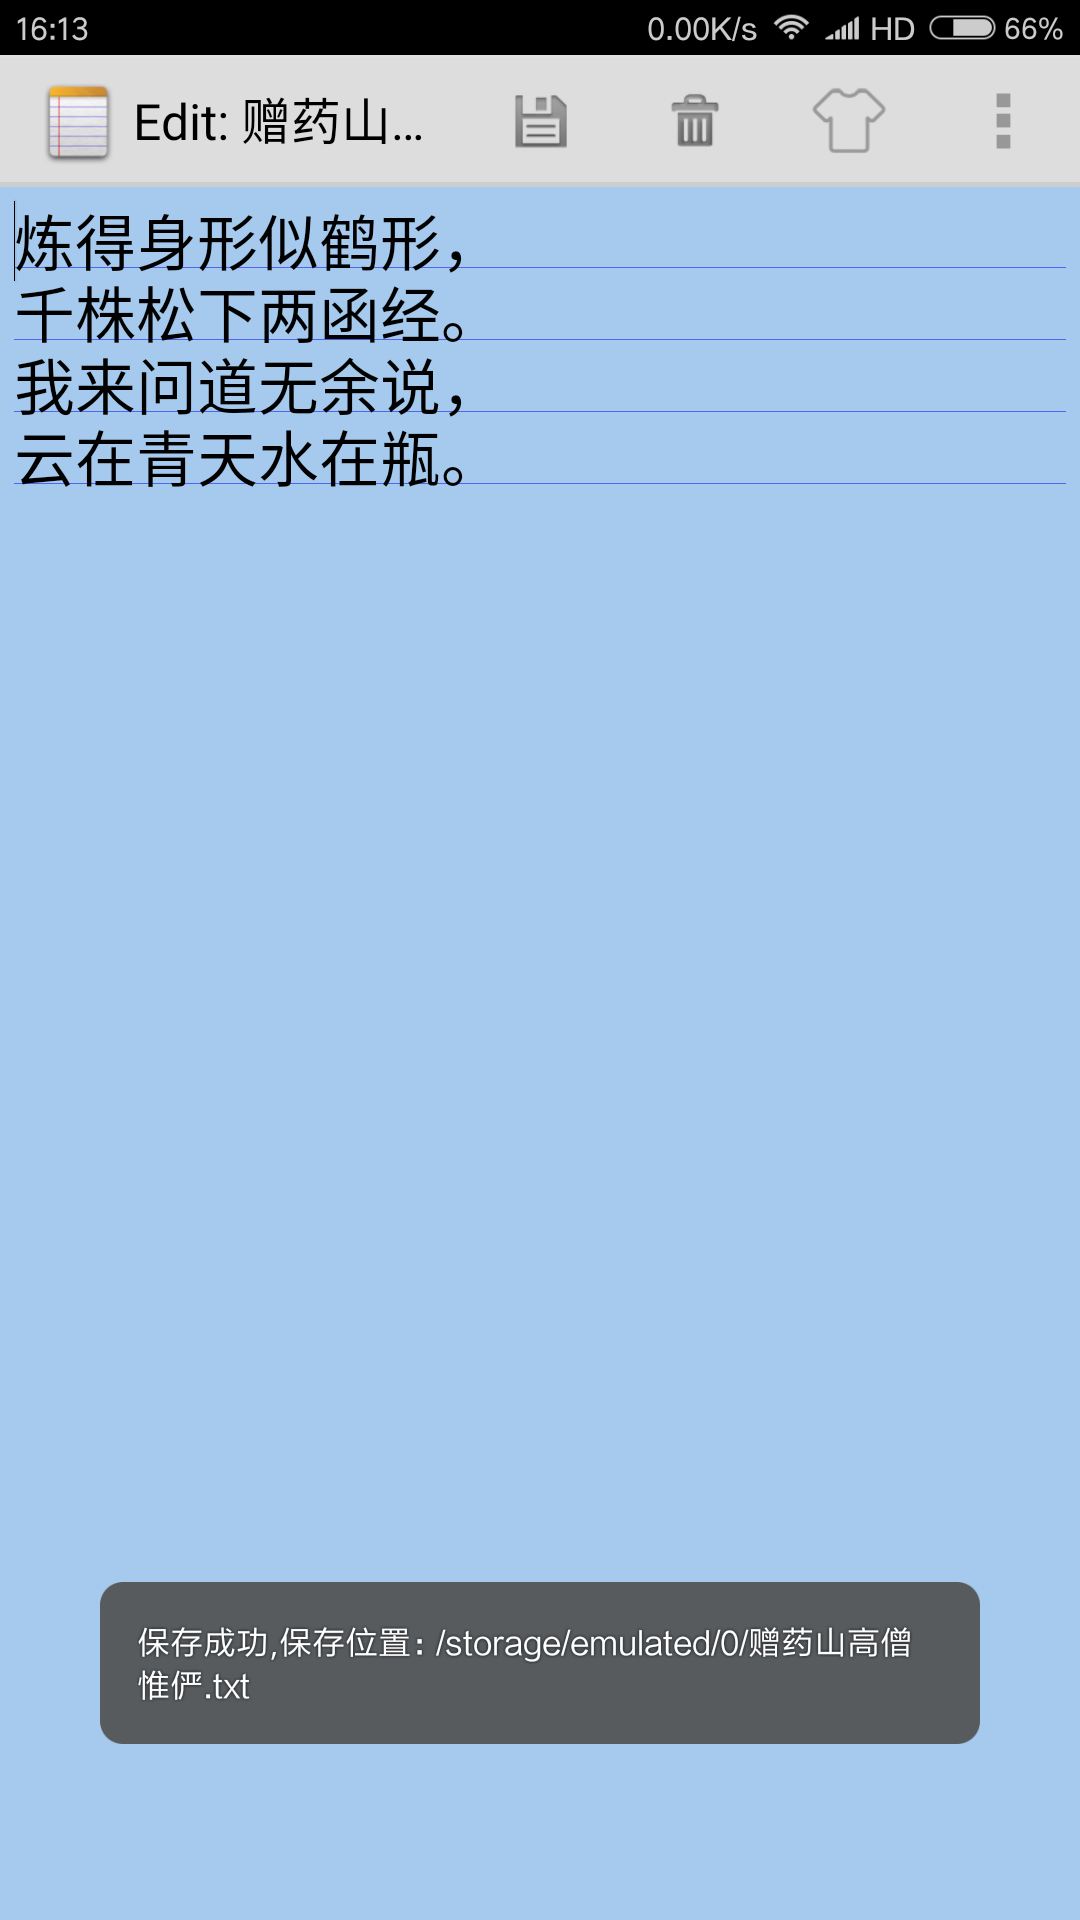 16:13 0.00K/s HD 66%
Edit: 赠药山...
炼得身形似鹤形，
千株松下两函经。
我来问道无余说，
云在青天水在瓶。
保存成功,保存位置：/storage/emulated/0/赠药山高僧
惟俨.txt